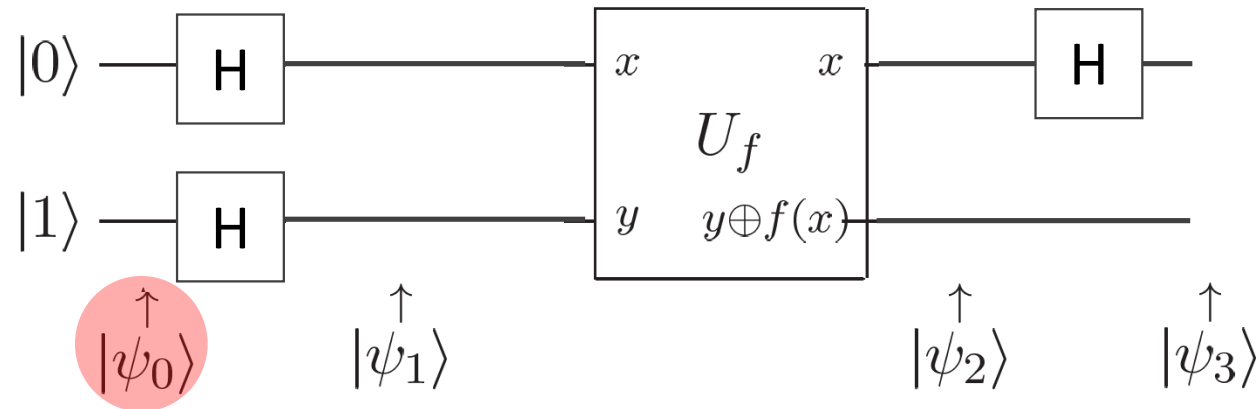 |0⟩ H x x H
U_f
|1⟩ H y y⊕f(x)
↑ ↑ ↑ ↑
|ψ₀⟩ |ψ₁⟩ |ψ₂⟩ |ψ₃⟩